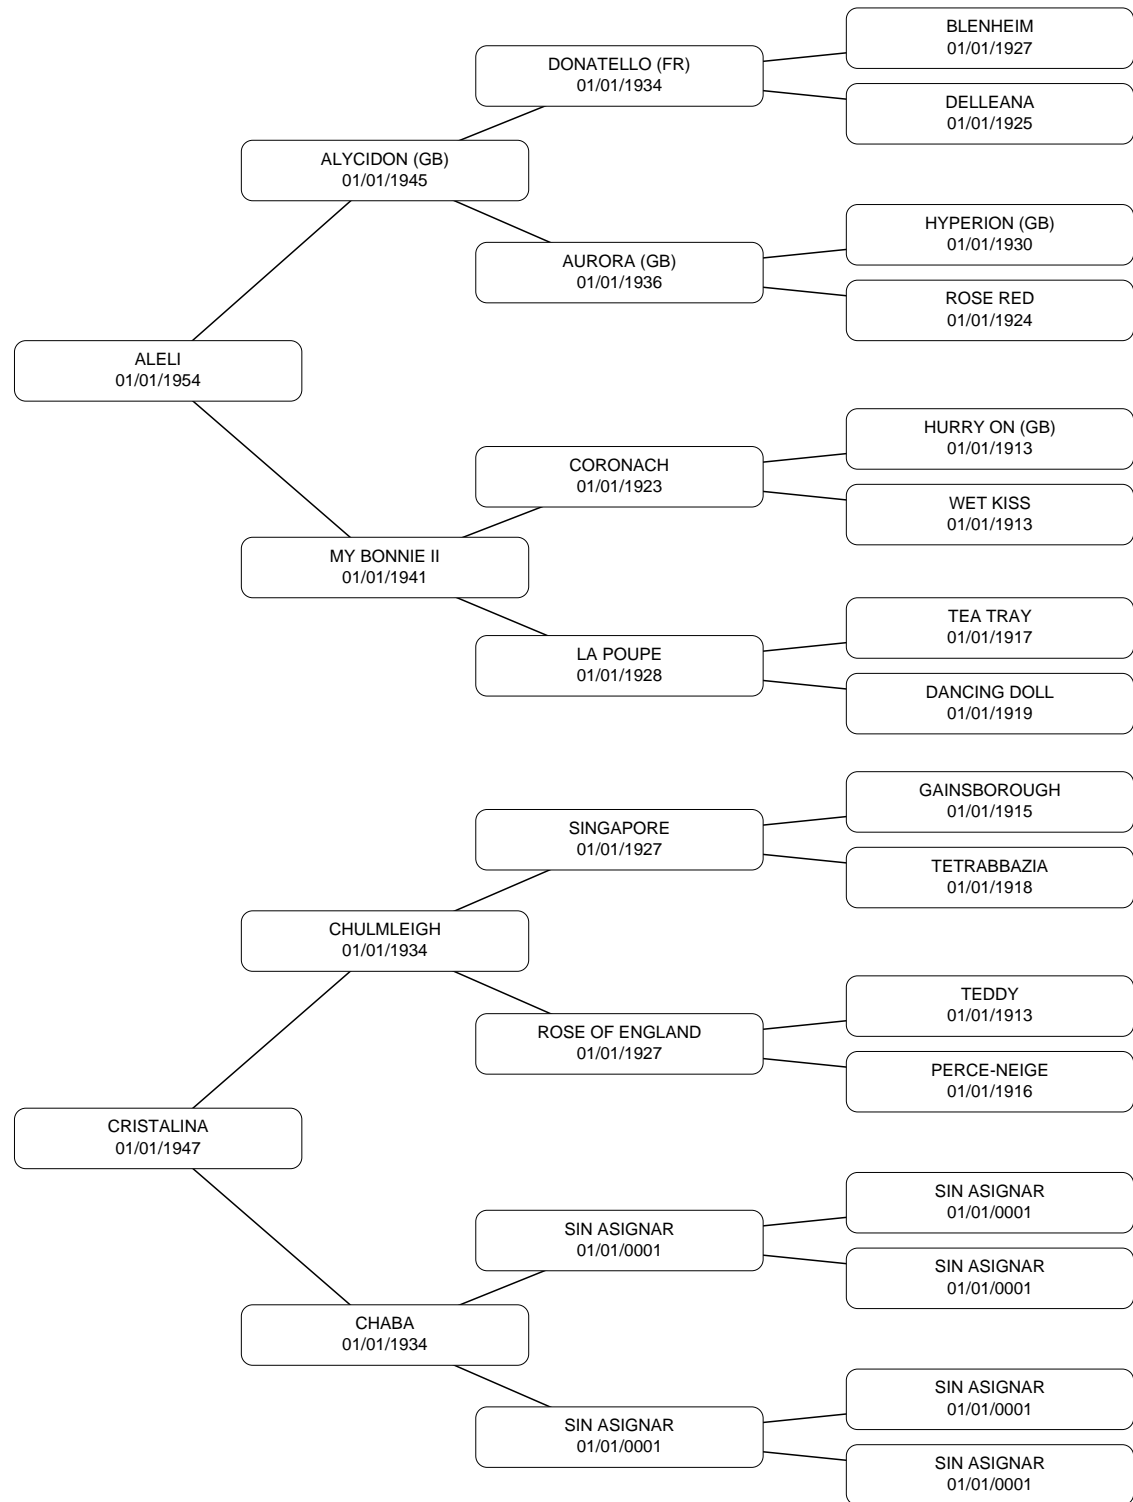 BLENHEIM
01/01/1927
DONATELLO (FR)
01/01/1934
DELLEANA
01/01/1925
ALYCIDON (GB)
01/01/1945
HYPERION (GB)
01/01/1930
AURORA (GB)
01/01/1936
ROSE RED
01/01/1924
ALELI
01/01/1954
HURRY ON (GB)
01/01/1913
CORONACH
01/01/1923
WET KISS
01/01/1913
MY BONNIE II
01/01/1941
TEA TRAY
01/01/1917
LA POUPE
01/01/1928
DANCING DOLL
01/01/1919
GAINSBOROUGH
01/01/1915
SINGAPORE
01/01/1927
TETRABBAZIA
01/01/1918
CHULMLEIGH
01/01/1934
TEDDY
01/01/1913
ROSE OF ENGLAND
01/01/1927
PERCE-NEIGE
01/01/1916
CRISTALINA
01/01/1947
SIN ASIGNAR
01/01/0001
SIN ASIGNAR
01/01/0001
SIN ASIGNAR
01/01/0001
CHABA
01/01/1934
SIN ASIGNAR
01/01/0001
SIN ASIGNAR
01/01/0001
SIN ASIGNAR
01/01/0001